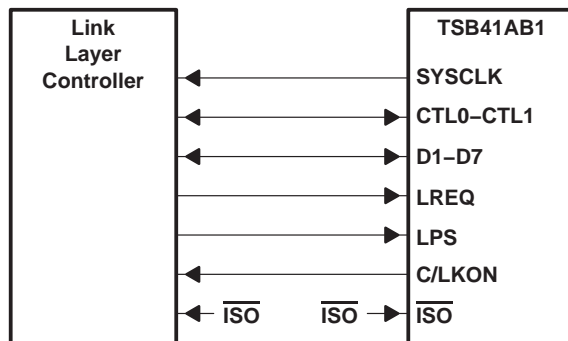 Link
Layer
Controller
TSB41AB1
SYSCLK
CTL0–CTL1
D1–D7
LREQ
LPS
C/LKON
ISO ISO ISO